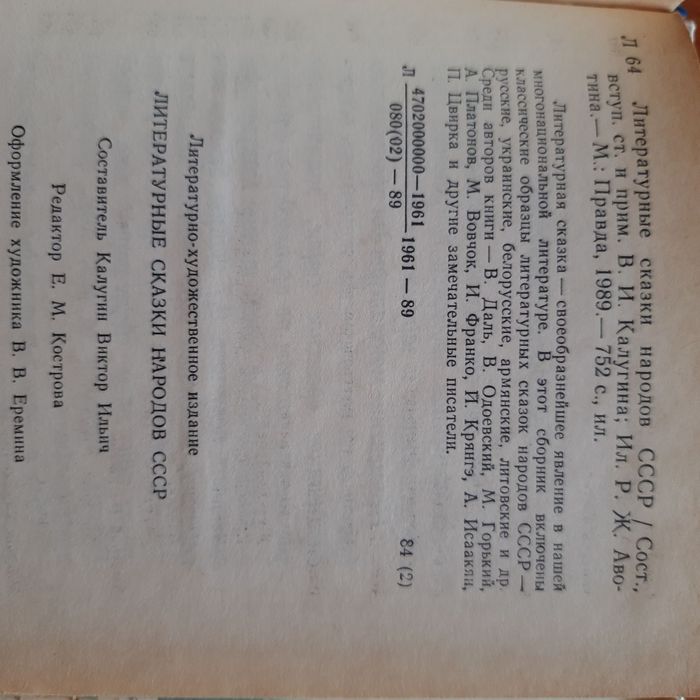 Л 64 Литературные сказки народов СССР / Сост.,
вступ. ст. и прим. В. И. Калугина; Ил. Р. Ж. Аво-
тина.— М.: Правда, 1989.— 752 с., ил.
Литературная сказка — своеобразнейшее явление в нашей
многонациональной литературе. В этот сборник включены
классические образцы литературных сказок народов СССР —
русские, украинские, белорусские, армянские, литовские и др.
Среди авторов книги — В. Даль, В. Одоевский, М. Горький,
А. Платонов, М. Вовчок, И. Франко, И. Крянгэ, А. Исаакян,
П. Цвирка и другие замечательные писатели.
Л 4702000000—1961 1961 — 89 84 (2)
080(02) — 89
Литературно-художественное издание
ЛИТЕРАТУРНЫЕ СКАЗКИ НАРОДОВ СССР
Составитель Калугин Виктор Ильич
Редактор Е. М. Кострова
Оформление художника В. В. Еремина